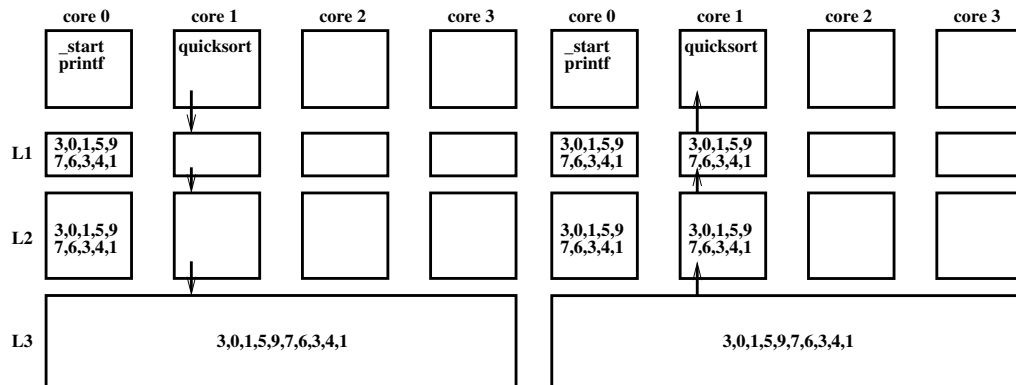 core 0 core 1 core 2 core 3 core 0 core 1 core 2 core 3
_start quicksort _start quicksort
printf printf
L1
3,0,1,5,9 3,0,1,5,9 3,0,1,5,9
7,6,3,4,1 7,6,3,4,1 7,6,3,4,1
L2
3,0,1,5,9 3,0,1,5,9 3,0,1,5,9
7,6,3,4,1 7,6,3,4,1 7,6,3,4,1
L3 3,0,1,5,9,7,6,3,4,1 3,0,1,5,9,7,6,3,4,1